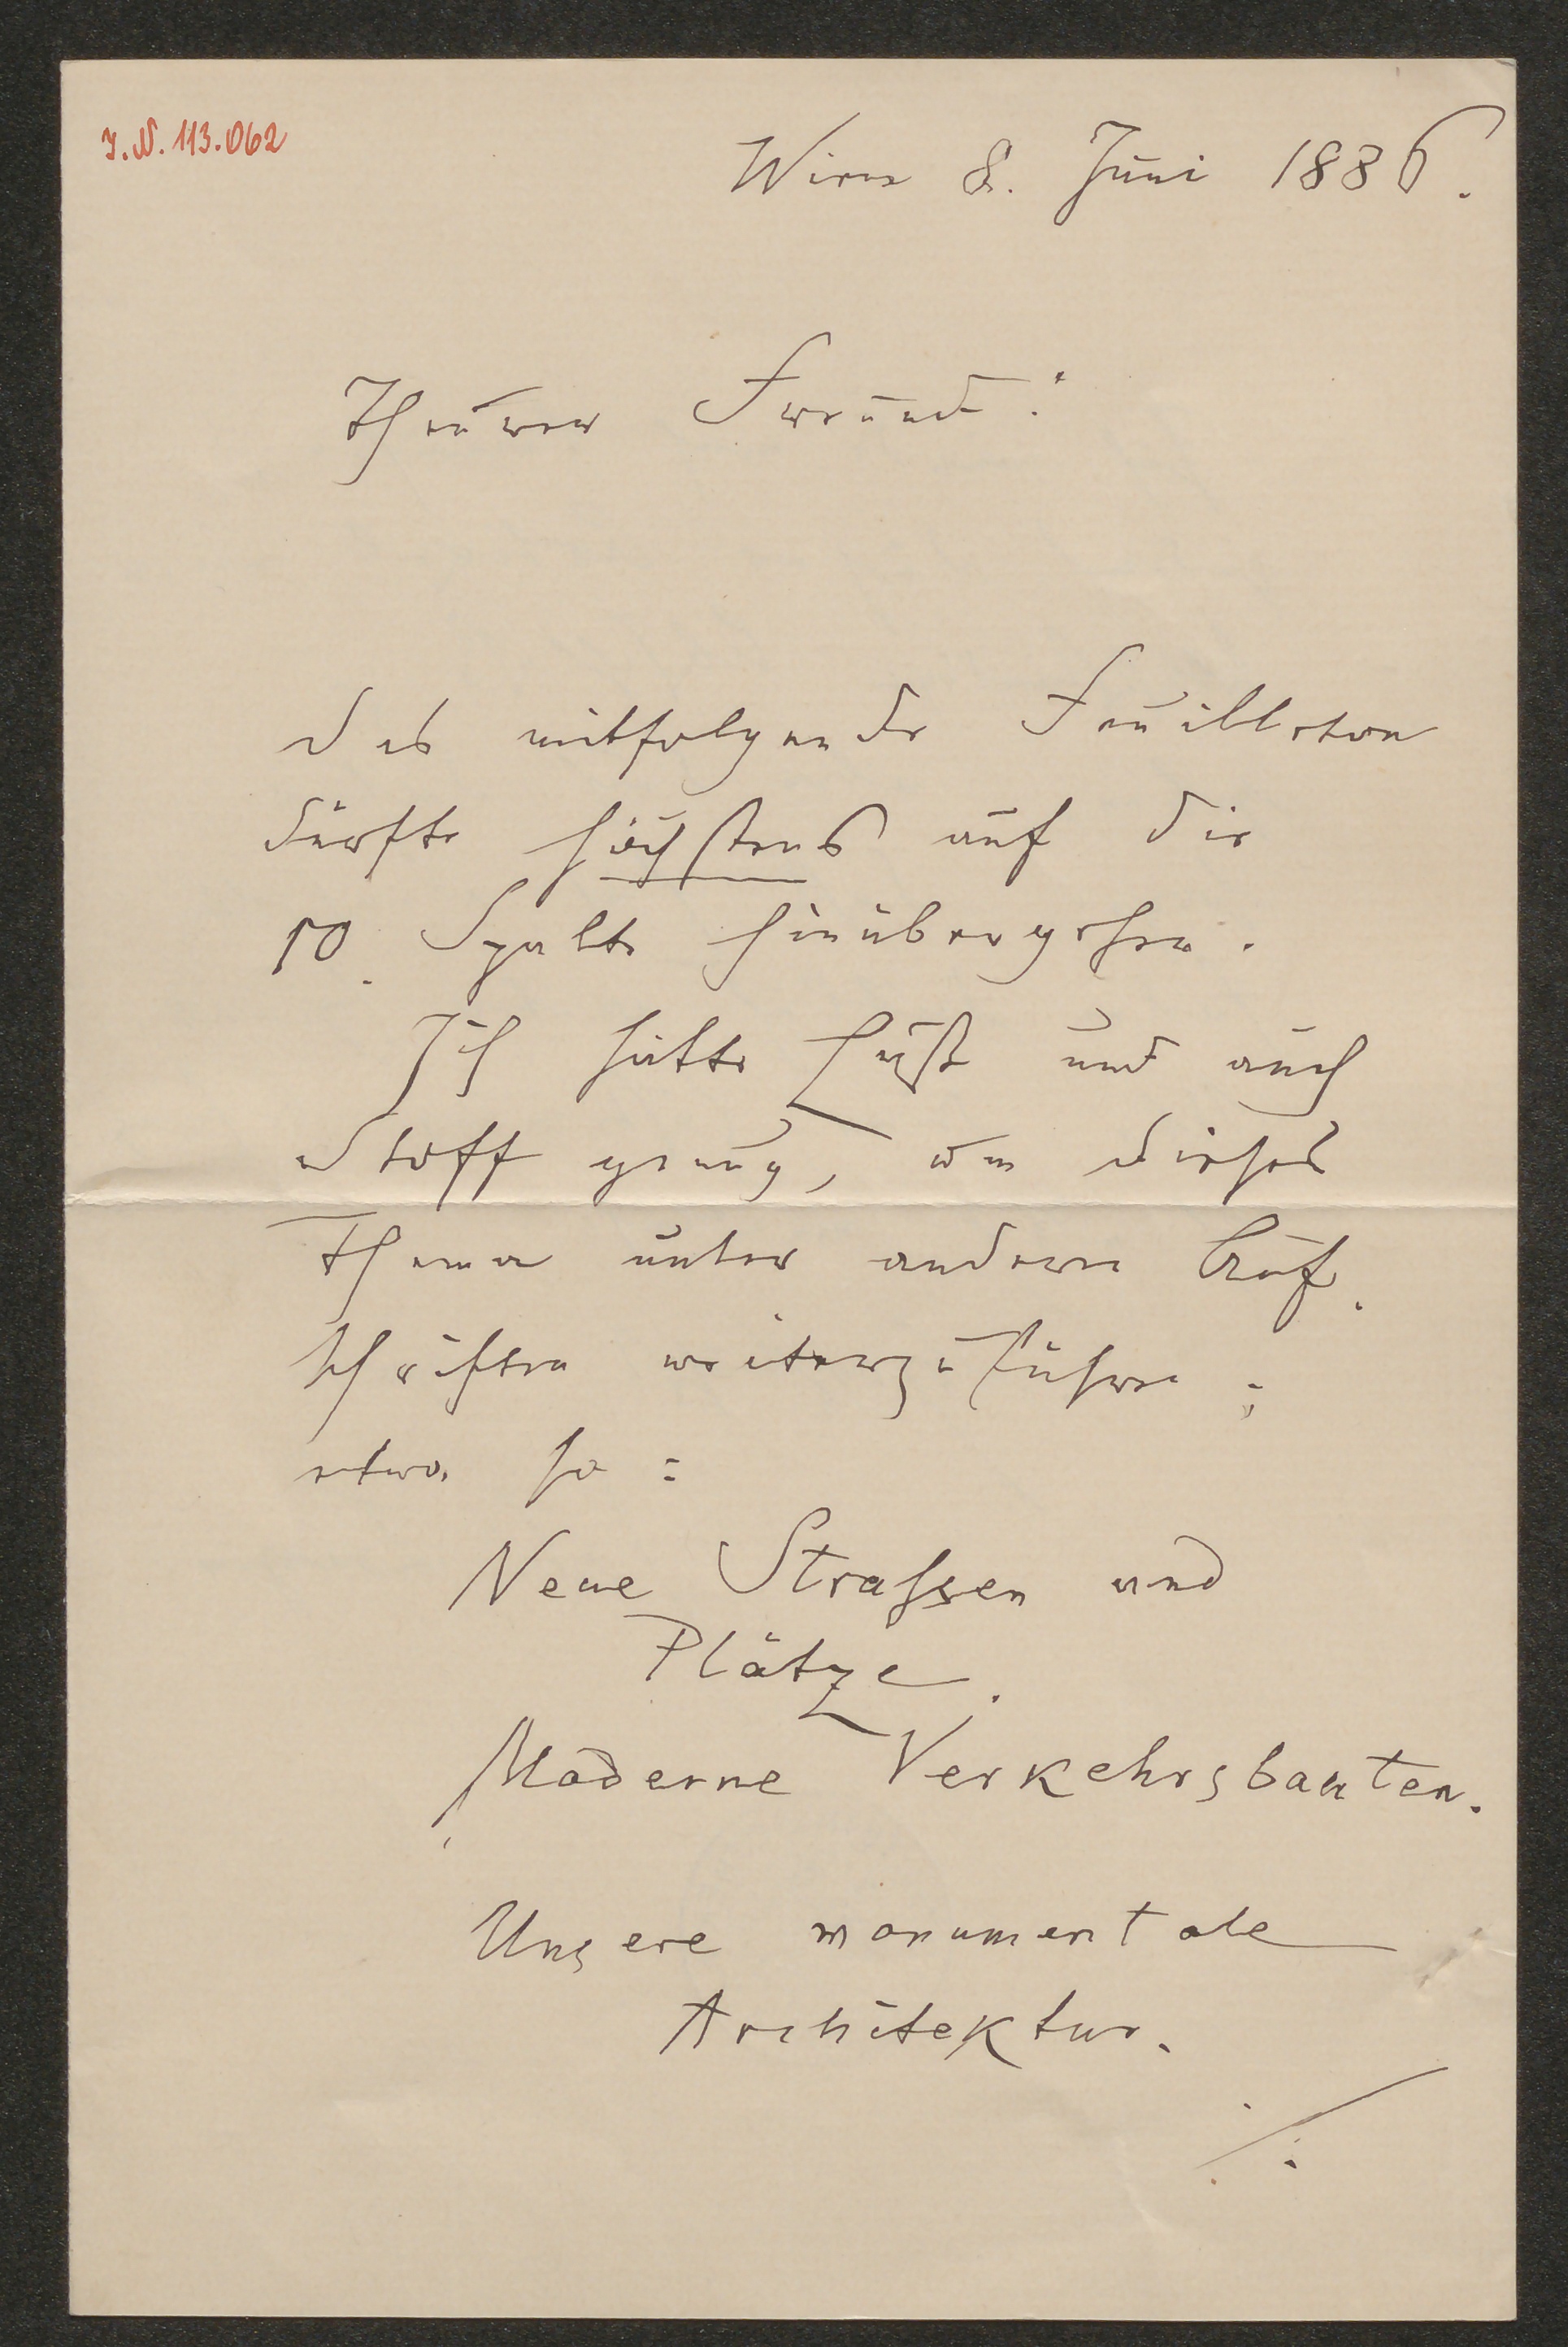 I.N. 113.062
Wien 8. Juni 1886.
Theurer Freund!
Das mitfolgende Feuilleton
dürfte höchstens auf die
10. Spalte hinübergehen.
Ich hätte Lust und auch
Stoff genug, um dieses
Thema unter andern Auf-
schriften weiterzuführen;
etwa so:
Neue Strassen und
Plätze.
Moderne Verkehrsbauten.
Unsere monumentale
Architektur.
./.